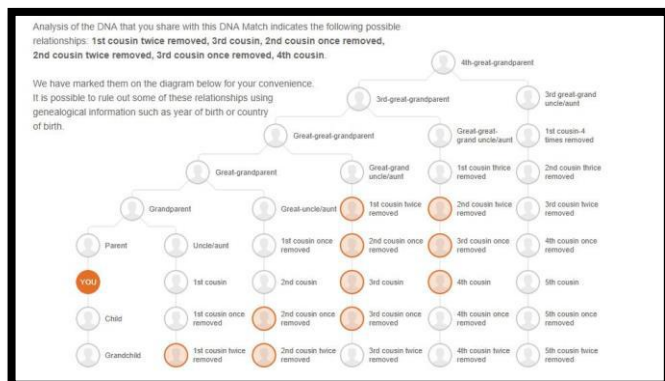 Analysis of the DNA that you share with this DNA Match indicates the following possible
relationships: 1st cousin twice removed, 3rd cousin, 2nd cousin once removed,
2nd cousin twice removed, 3rd cousin once removed, 4th cousin.
We have marked them on the diagram below for your convenience.
It is possible to rule out some of these relationships using
genealogical information such as year of birth or country
of birth.
4th-great-grandparent
3rd-great-grandparent
3rd great-grand
uncle/aunt
Great-great-grandparent
Great-great-
grand uncle/aunt
1st cousin-4
times removed
Great-grandparent
Great-grand
uncle/aunt
1st cousin thrice
removed
2nd cousin thrice
removed
Grandparent
Great-uncle/aunt
1st cousin twice
removed
2nd cousin twice
removed
3rd cousin twice
removed
Parent
Uncle/aunt
1st cousin once
removed
2nd cousin once
removed
3rd cousin once
removed
4th cousin once
removed
YOU
1st cousin
2nd cousin
3rd cousin
4th cousin
5th cousin
Child
1st cousin once
removed
2nd cousin once
removed
3rd cousin once
removed
4th cousin once
removed
5th cousin once
removed
Grandchild
1st cousin twice
removed
2nd cousin twice
removed
3rd cousin twice
removed
4th cousin twice
removed
5th cousin twice
removed